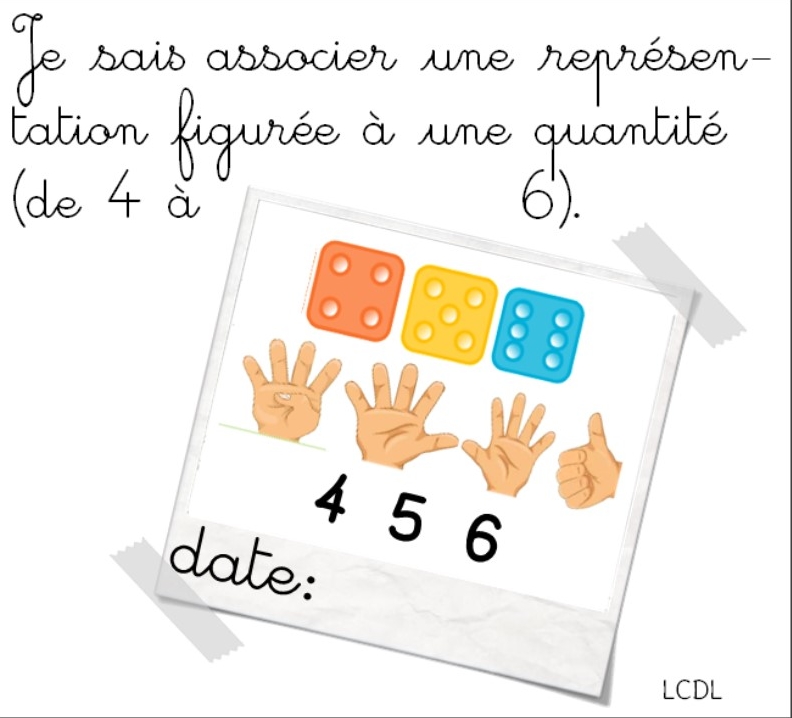 Je sais associer une représen-
tation figurée à une quantité
(de 4 à 6).
4 5 6
date:
LCDL